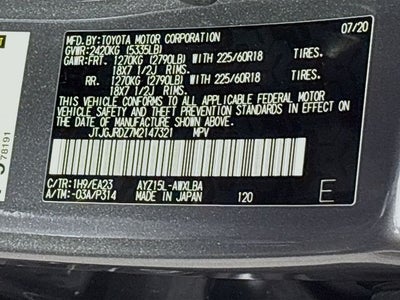 MFD.BY:TOYOTA MOTOR CORPORATION 07/20
GVWR:2420KG (5335LB)
GAWR:FRT. 1270KG (2790LB) WITH 225/60R18 TIRES.
18X7 1/2J RIMS.
RR. 1270KG (2790LB) WITH 225/60R18 TIRES.
18X7 1/2J RIMS.
THIS VEHICLE CONFORMS TO ALL APPLICABLE FEDERAL MOTOR
VEHICLE SAFETY AND THEFT PREVENTION STANDARDS IN EFFECT
ON THE DATE OF MANUFACTURE SHOWN ABOVE.
JTJGJRDZ7M2147321 MPV
C/TR:1H9/EA23 AYZ15L-AWXLBA
A/TM:-03A/P314 120 E
78191